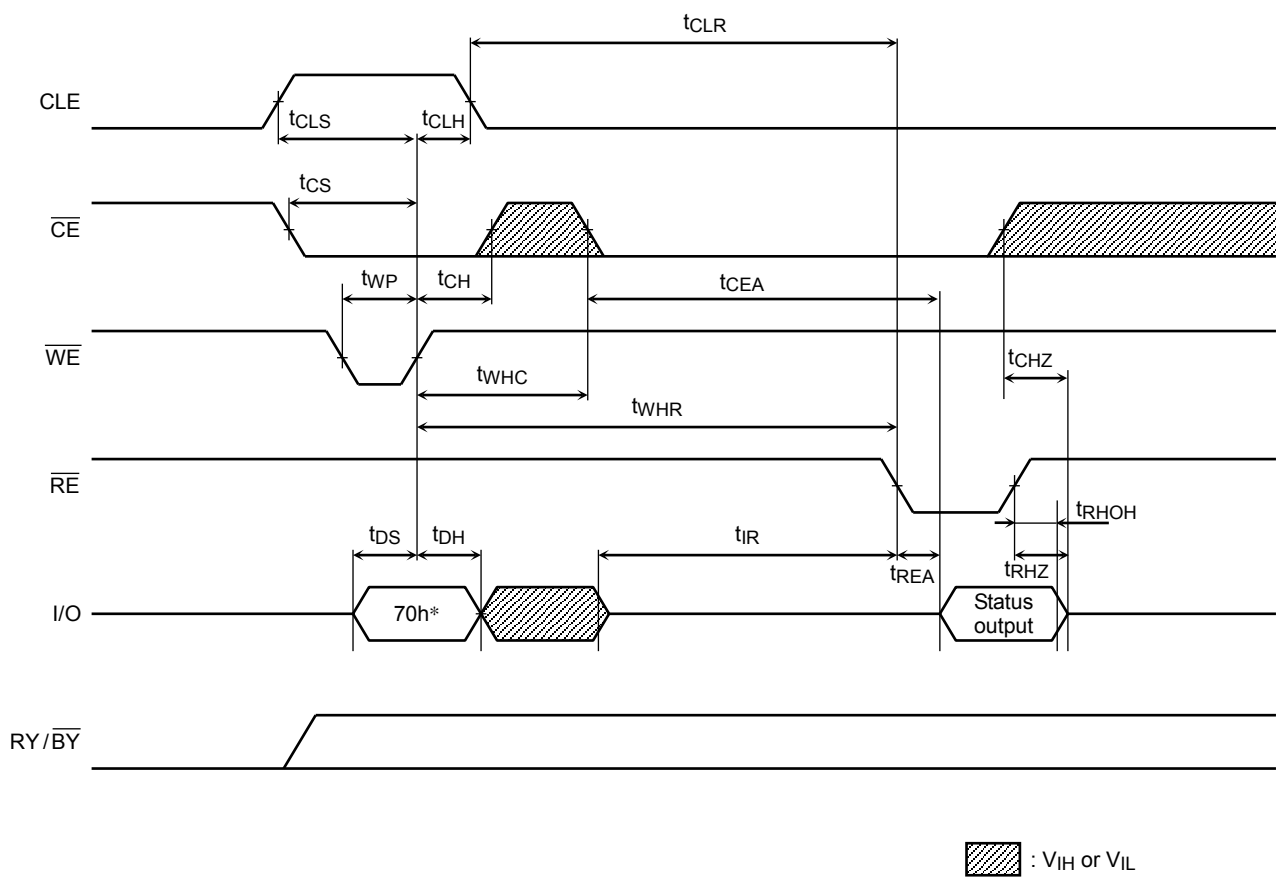 tCLR
CLE
tCLS
tCLH
tCS
CE
tWP
tCH
tCEA
WE
tCHZ
tWHC
tWHR
RE
tRHOH
tDS
tDH
tIR
tREA
tRHZ
I/O
70h*
Status
output
RY/BY
: VIH or VIL